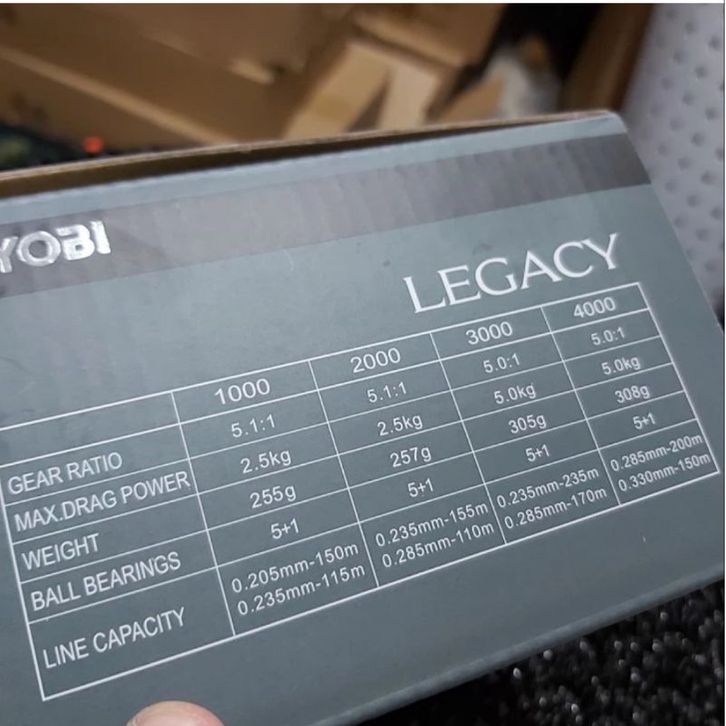 YOBI
LEGACY
1000 2000 3000 4000
GEAR RATIO 5.1:1 5.1:1 5.0:1 5.0:1
MAX.DRAG POWER 2.5kg 2.5kg 5.0kg 5.0kg
WEIGHT 255g 257g 305g 308g
BALL BEARINGS 5+1 5+1 5+1 5+1
LINE CAPACITY 0.205mm-150m 0.235mm-155m 0.235mm-235m 0.285mm-200m
0.235mm-115m 0.285mm-110m 0.285mm-170m 0.330mm-150m